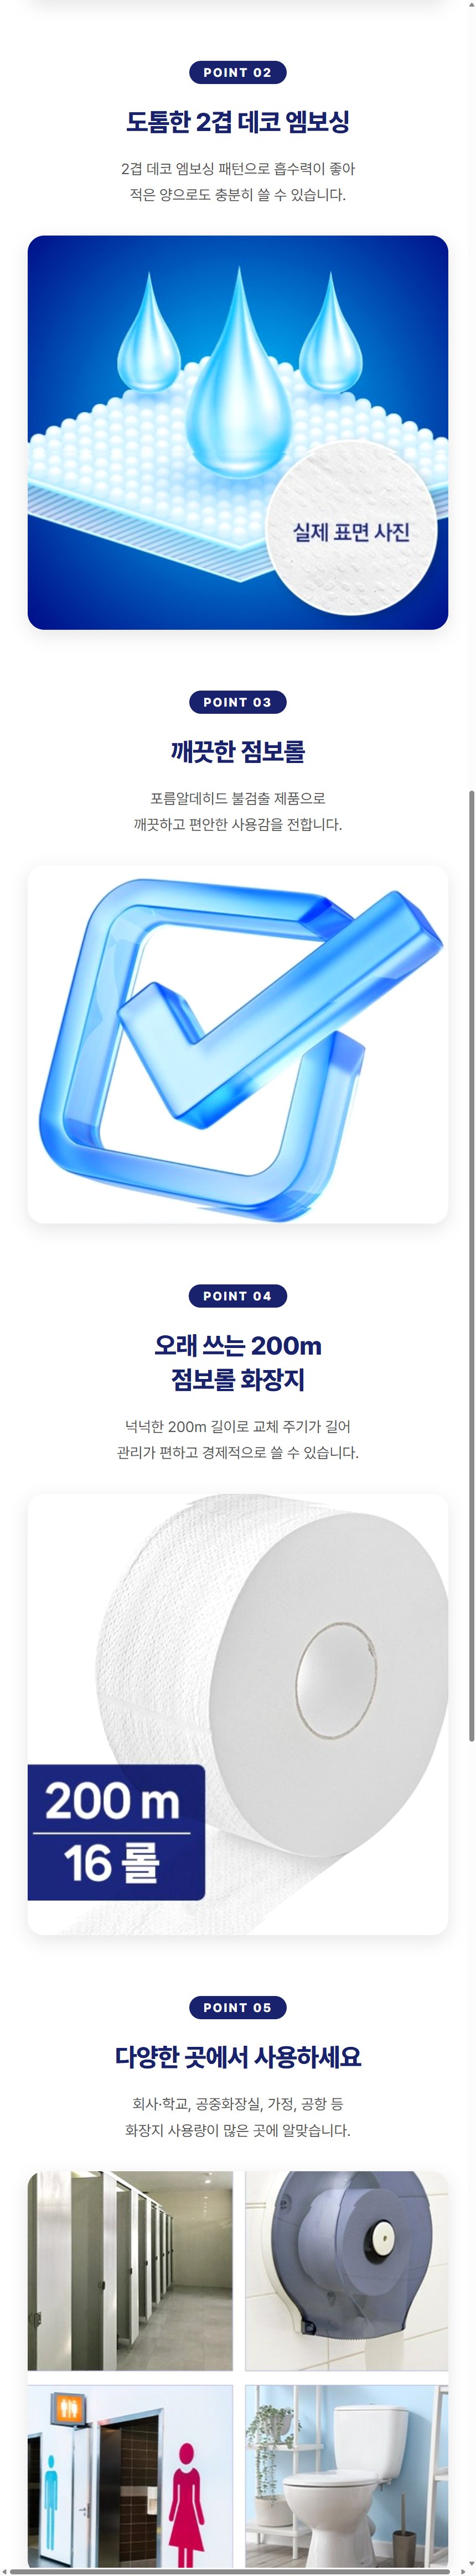 POINT 02
도톰한 2겹 데코 엠보싱
2겹 데코 엠보싱 패턴으로 흡수력이 좋아
적은 양으로도 충분히 쓸 수 있습니다.
실제 표면 사진
POINT 03
깨끗한 점보롤
포름알데히드 불검출 제품으로
깨끗하고 편안한 사용감을 전합니다.
POINT 04
오래 쓰는 200m
점보롤 화장지
넉넉한 200m 길이로 교체 주기가 길어
관리가 편하고 경제적으로 쓸 수 있습니다.
200 m
16 롤
POINT 05
다양한 곳에서 사용하세요
회사·학교, 공중화장실, 가정, 공항 등
화장지 사용량이 많은 곳에 알맞습니다.